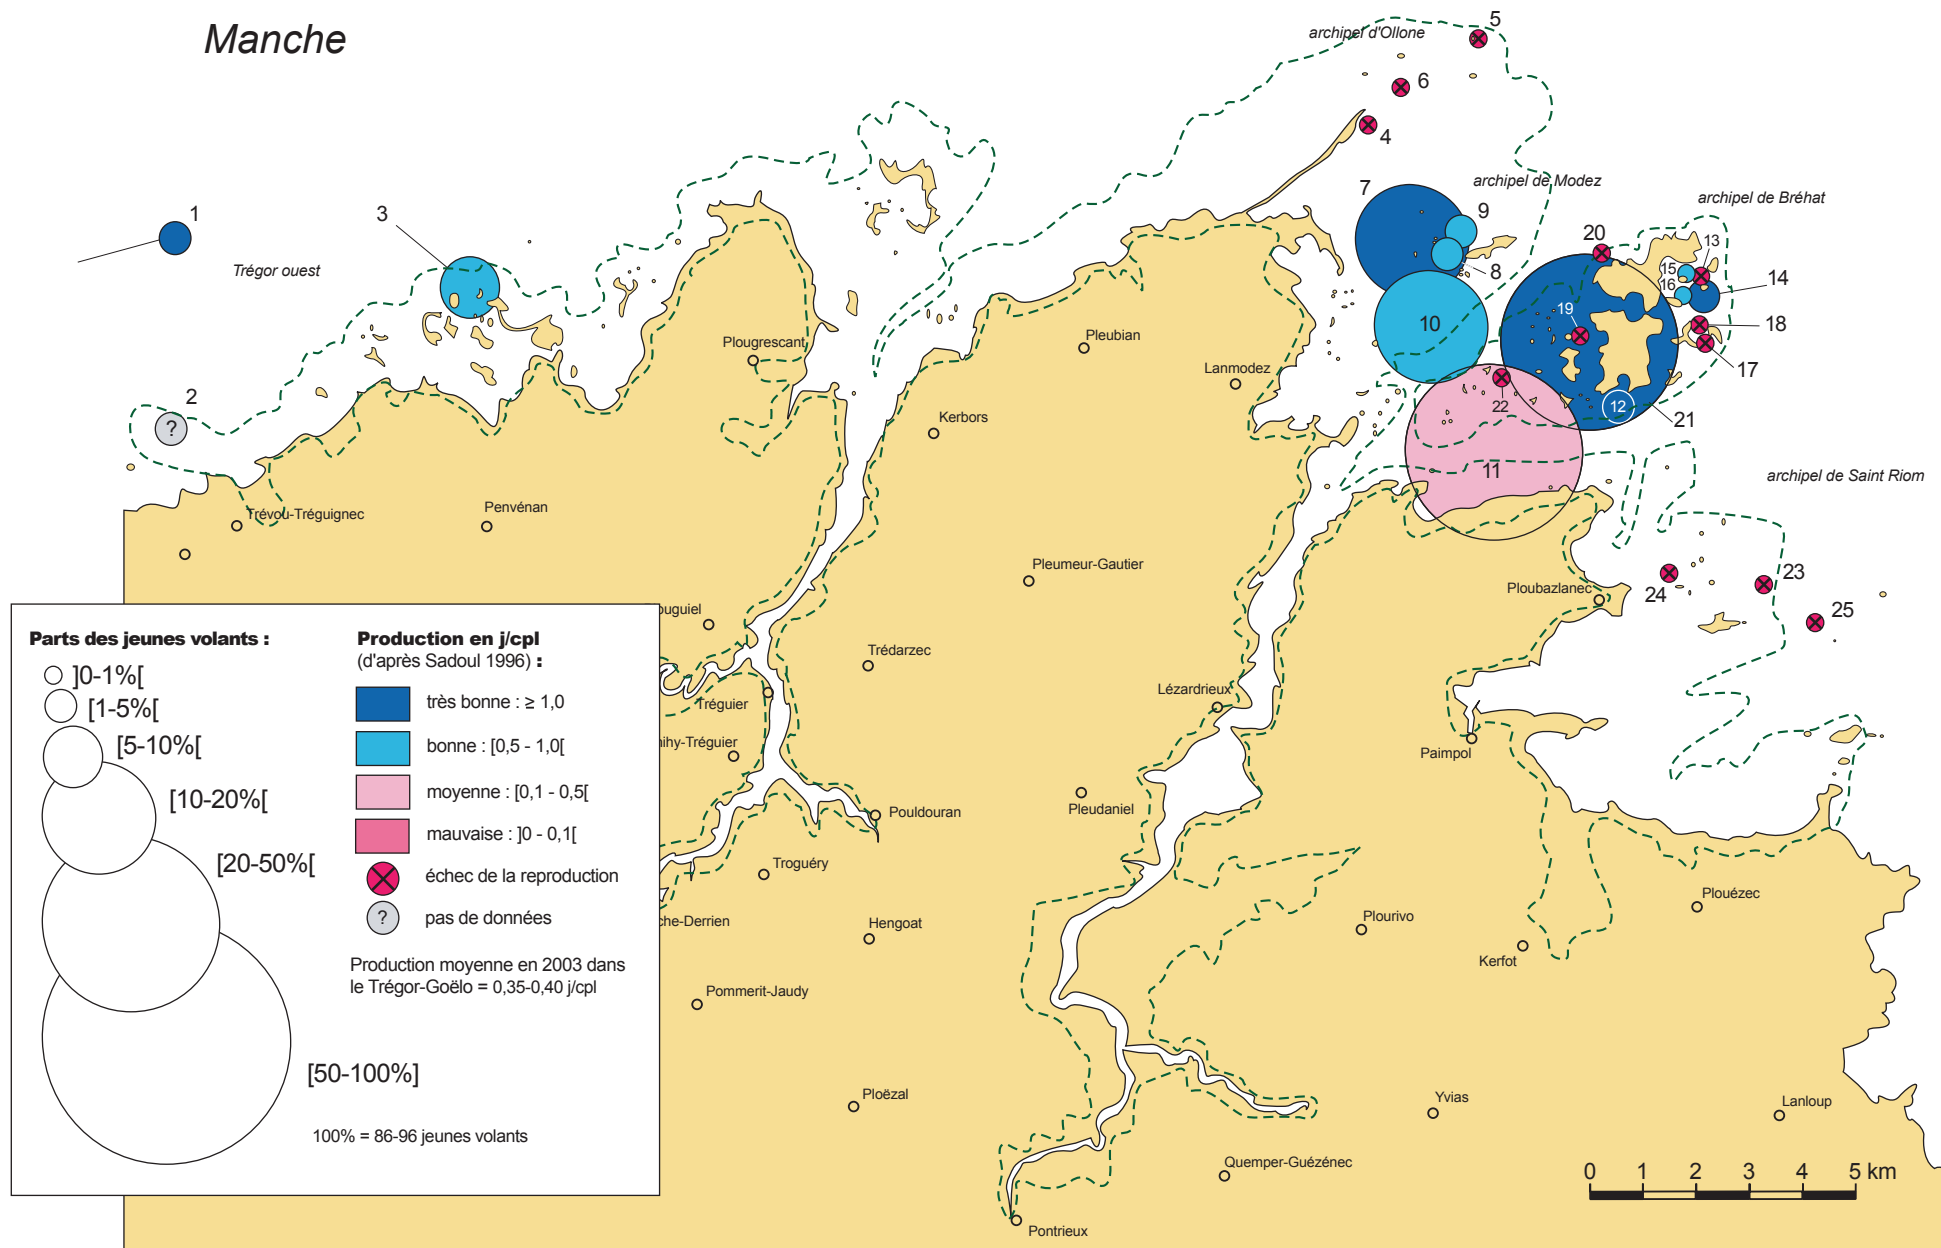 Manche
archipel d'Ollone
5
6
4
1
3
Trégor ouest
7
archipel de Modez
9
8
archipel de Bréhat
20
13
15
16
14
19
18
17
10
12
21
22
11
archipel de Saint Riom
2
?
Plougrescant
Pleubian
Lanmodez
Kerbors
Trévou-Tréguignec
Penvénan
Pleumeur-Gautier
Ploubazlanec
24
23
25
ouguiel
Trédarzec
Lézardrieux
Tréguier
Paimpol
nihy-Tréguier
Pleudaniel
Pouldouran
Troguéry
Plouézec
che-Derrien
Hengoat
Plourivo
Kerfot
Pommerit-Jaudy
Ploëzal
Yvias
Lanloup
Quemper-Guézénec
Pontrieux
0 1 2 3 4 5 km
Parts des jeunes volants :
]0-1%[
[1-5%[
[5-10%[
[10-20%[
[20-50%[
[50-100%]
100% = 86-96 jeunes volants
Production en j/cpl
(d'après Sadoul 1996) :
très bonne : ≥ 1,0
bonne : [0,5 - 1,0[
moyenne : [0,1 - 0,5[
mauvaise : ]0 - 0,1[
échec de la reproduction
? pas de données
Production moyenne en 2003 dans
le Trégor-Goëlo = 0,35-0,40 j/cpl